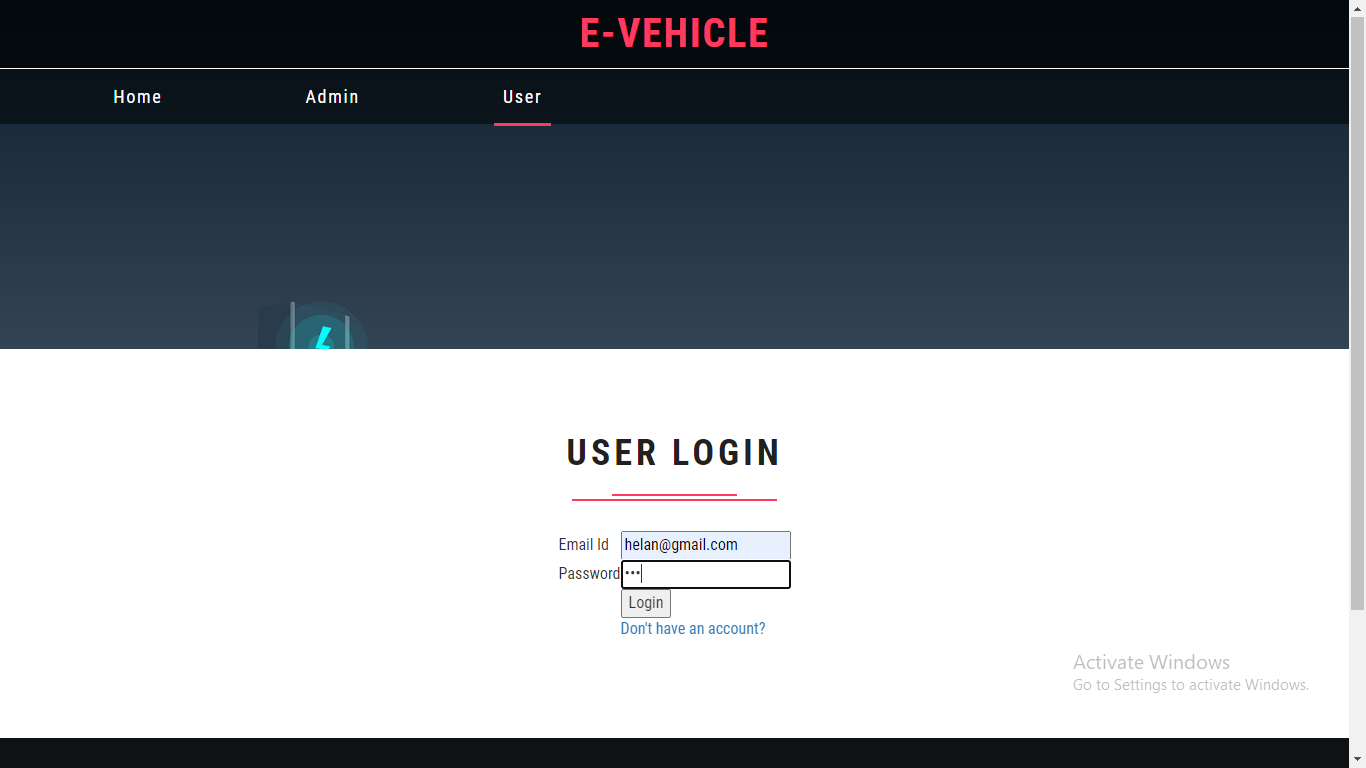 E-VEHICLE
Home Admin User
USER LOGIN
Email Id helan@gmail.com
Password •••
Login
Don't have an account?
Activate Windows
Go to Settings to activate Windows.